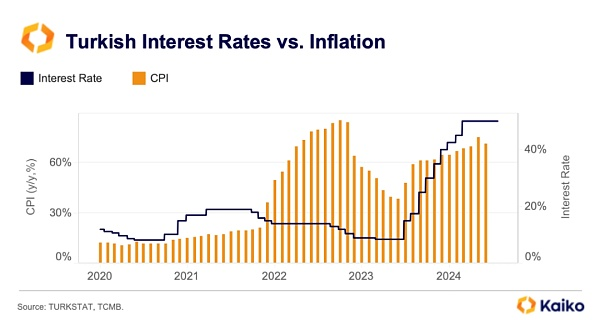 Turkish Interest Rates vs. Inflation
Interest Rate
CPI
CPI (y/y,%)
60%
30%
0%
40%
20%
0%
Interest Rate
2020
2021
2022
2023
2024
Source: TURKSTAT, TCMB.
Kaiko